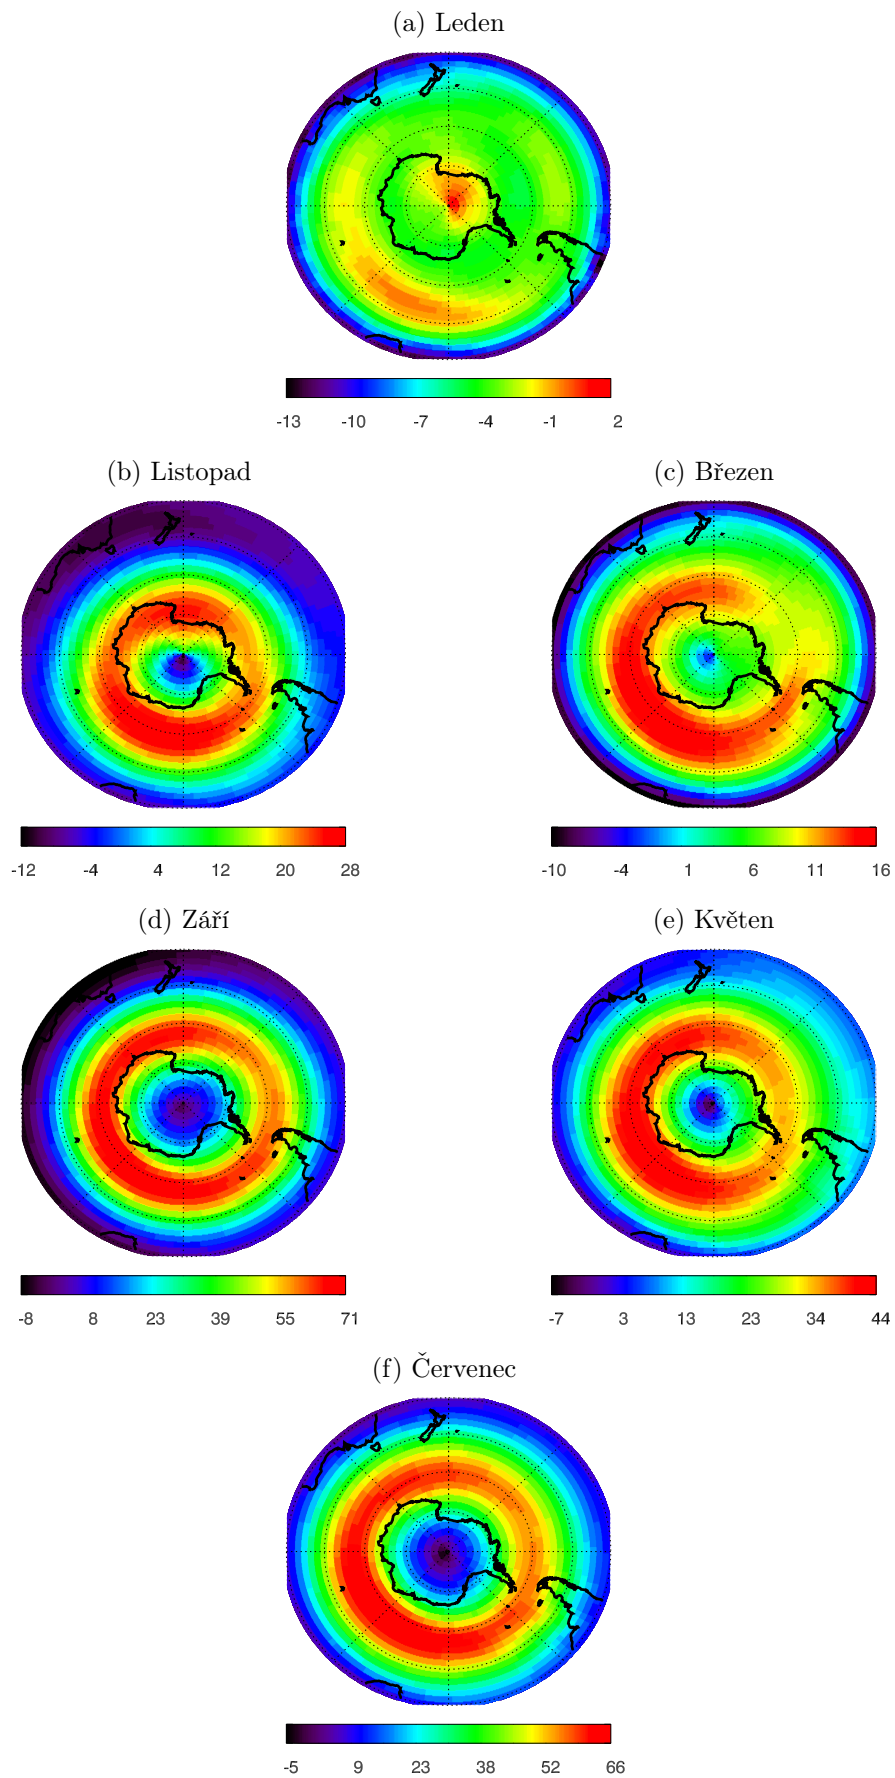 (a) Leden
-13 -10 -7 -4 -1 2
(b) Listopad
(c) Březen
-12 -4 4 12 20 28
-10 -4 1 6 11 16
(d) Září
(e) Květen
-8 8 23 39 55 71
-7 3 13 23 34 44
(f) Červenec
-5 9 23 38 52 66